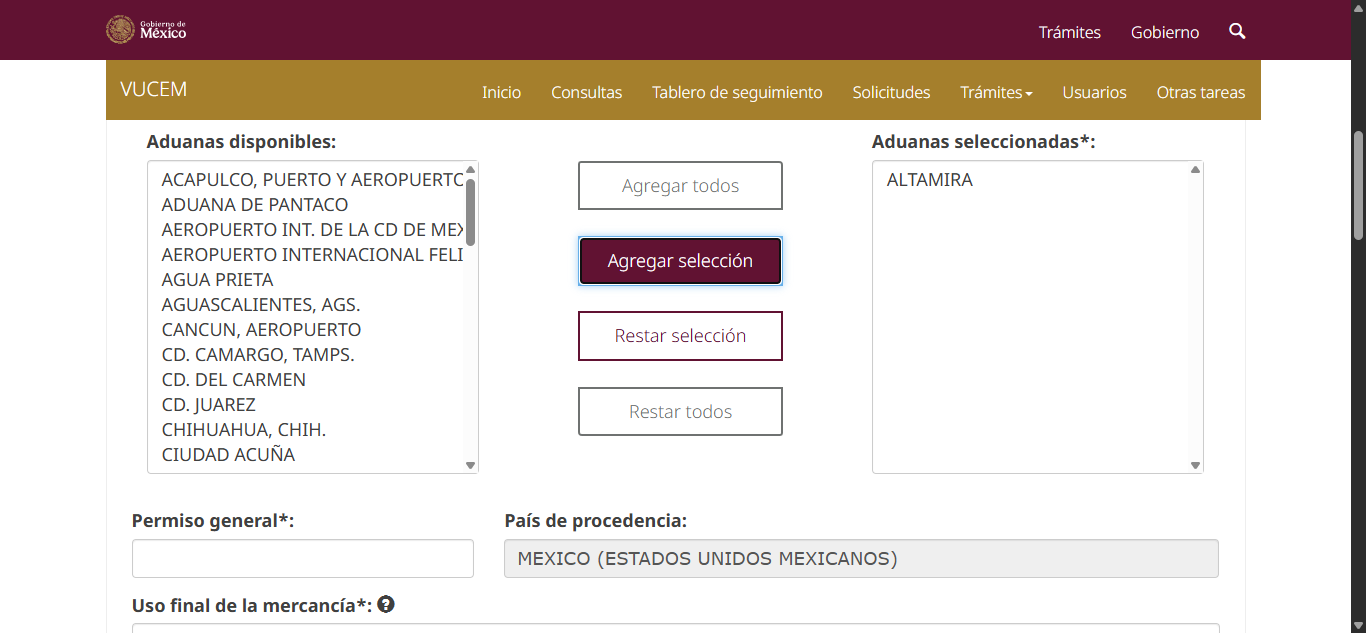 Gobierno de
México
Trámites
Gobierno
VUCEM
Inicio
Consultas
Tablero de seguimiento
Solicitudes
Trámites
Usuarios
Otras tareas
Aduanas disponibles:
ACAPULCO, PUERTO Y AEROPUERTO
ADUANA DE PANTACO
AEROPUERTO INT. DE LA CD DE MEX
AEROPUERTO INTERNACIONAL FELI
AGUA PRIETA
AGUASCALIENTES, AGS.
CANCUN, AEROPUERTO
CD. CAMARGO, TAMPS.
CD. DEL CARMEN
CD. JUAREZ
CHIHUAHUA, CHIH.
CIUDAD ACUÑA
Agregar todos
Agregar selección
Restar selección
Restar todos
Aduanas seleccionadas*:
ALTAMIRA
Permiso general*:
País de procedencia:
MEXICO (ESTADOS UNIDOS MEXICANOS)
Uso final de la mercancía*: ?